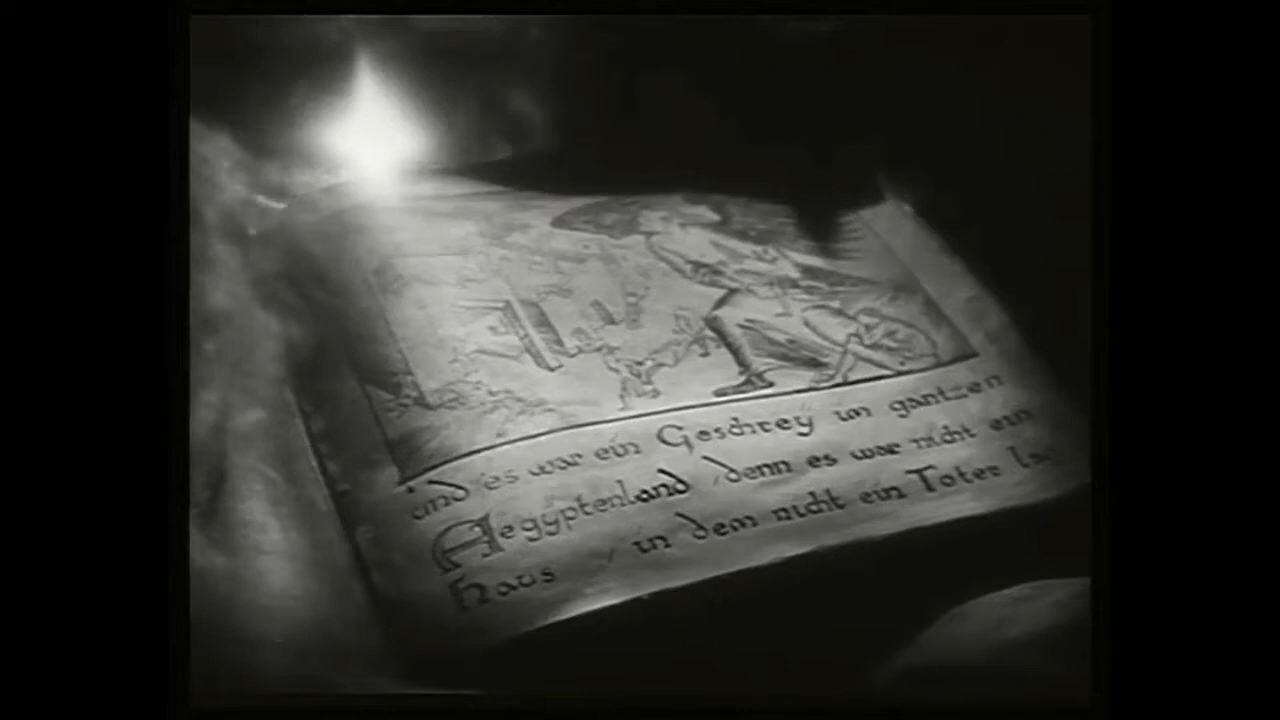 und es war ein Geschrey im gantzen
Aegyptenland / denn es war nicht ein
Haus / in dem nicht ein Toter